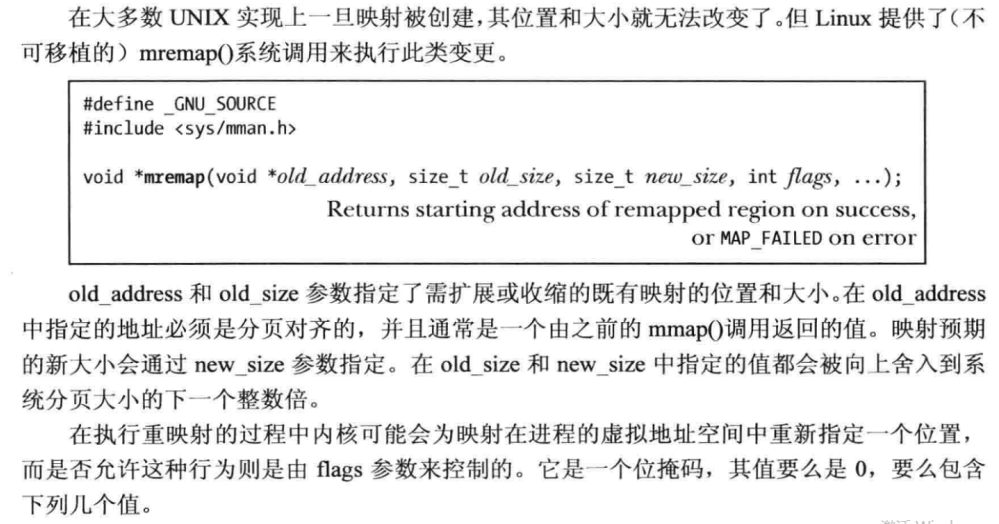 在大多数 UNIX 实现上一旦映射被创建，其位置和大小就无法改变了。但 Linux 提供了（不
可移植的）mremap()系统调用来执行此类变更。
#define _GNU_SOURCE
#include <sys/mman.h>
void *mremap(void *old_address, size_t old_size, size_t new_size, int flags, ...);
Returns starting address of remapped region on success,
or MAP_FAILED on error
old_address 和 old_size 参数指定了需扩展或收缩的既有映射的位置和大小。在 old_address
中指定的地址必须是分页对齐的，并且通常是一个由之前的 mmap()调用返回的值。映射预期
的新大小会通过 new_size 参数指定。在 old_size 和 new_size 中指定的值都会被向上舍入到系
统分页大小的下一个整数倍。
在执行重映射的过程中内核可能会为映射在进程的虚拟地址空间中重新指定一个位置，
而是否允许这种行为则是由 flags 参数来控制的。它是一个位掩码，其值要么是 0，要么包含
下列几个值。